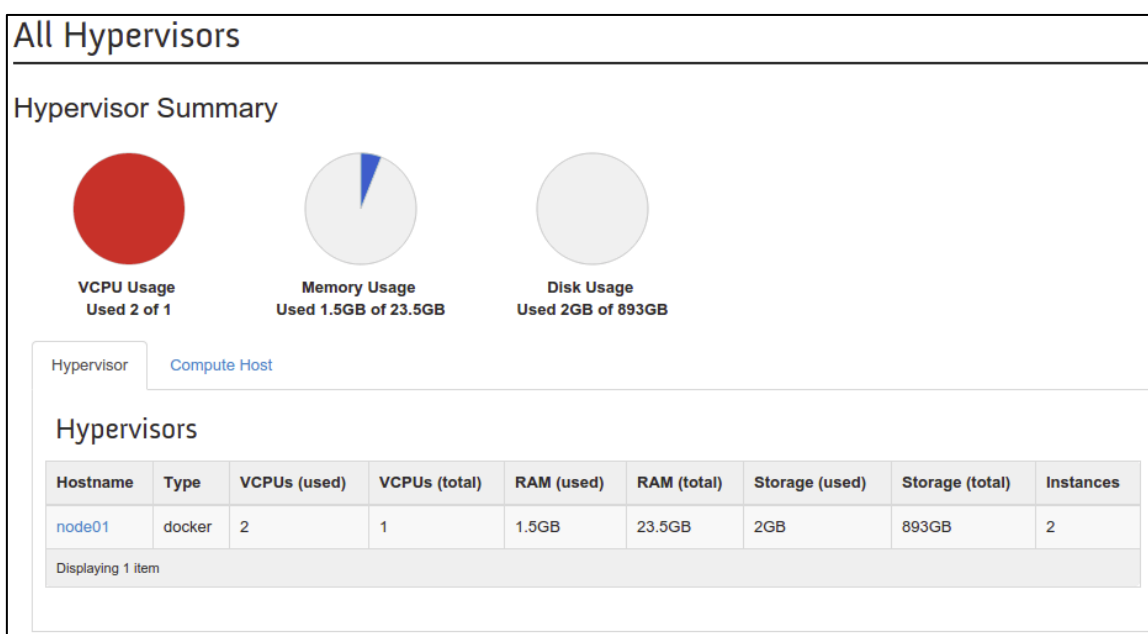 All Hypervisors
Hypervisor Summary
VCPU Usage
Used 2 of 1
Memory Usage
Used 1.5GB of 23.5GB
Disk Usage
Used 2GB of 893GB
Hypervisor Compute Host
Hypervisors
Hostname Type VCPUs (used) VCPUs (total) RAM (used) RAM (total) Storage (used) Storage (total) Instances
node01 docker 2 1 1.5GB 23.5GB 2GB 893GB 2
Displaying 1 item